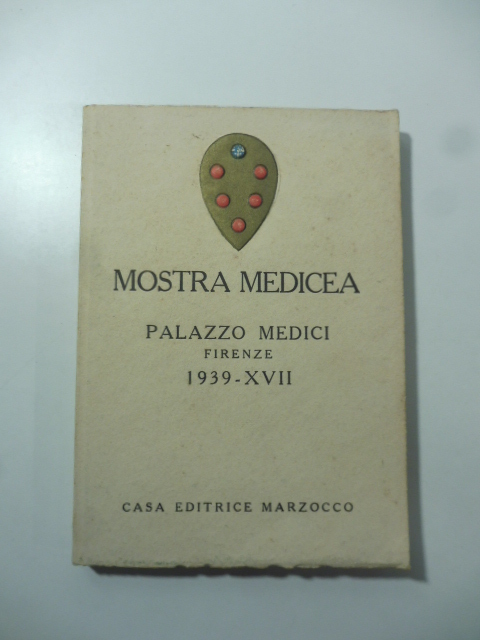 MOSTRA MEDICEA
PALAZZO MEDICI
FIRENZE
1939-XVII
CASA EDITRICE MARZOCCO